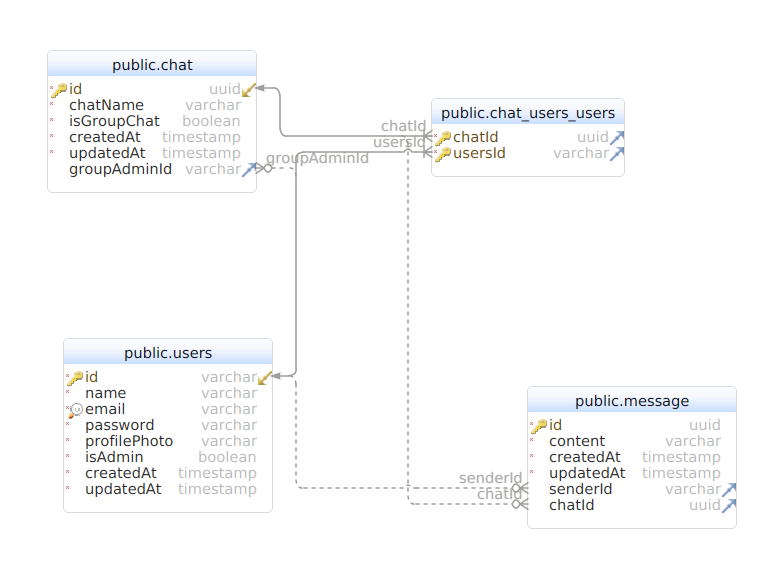 public.chat
id uuid
chatName varchar
isGroupChat boolean
createdAt timestamp
updatedAt timestamp
groupAdminId varchar
public.chat_users_users
chatId uuid
usersId varchar
chatId
usersId
groupAdminId
public.users
id varchar
name varchar
email varchar
password varchar
profilePhoto varchar
isAdmin boolean
createdAt timestamp
updatedAt timestamp
public.message
id uuid
content varchar
createdAt timestamp
updatedAt timestamp
senderId varchar
chatId uuid
senderId
chatId